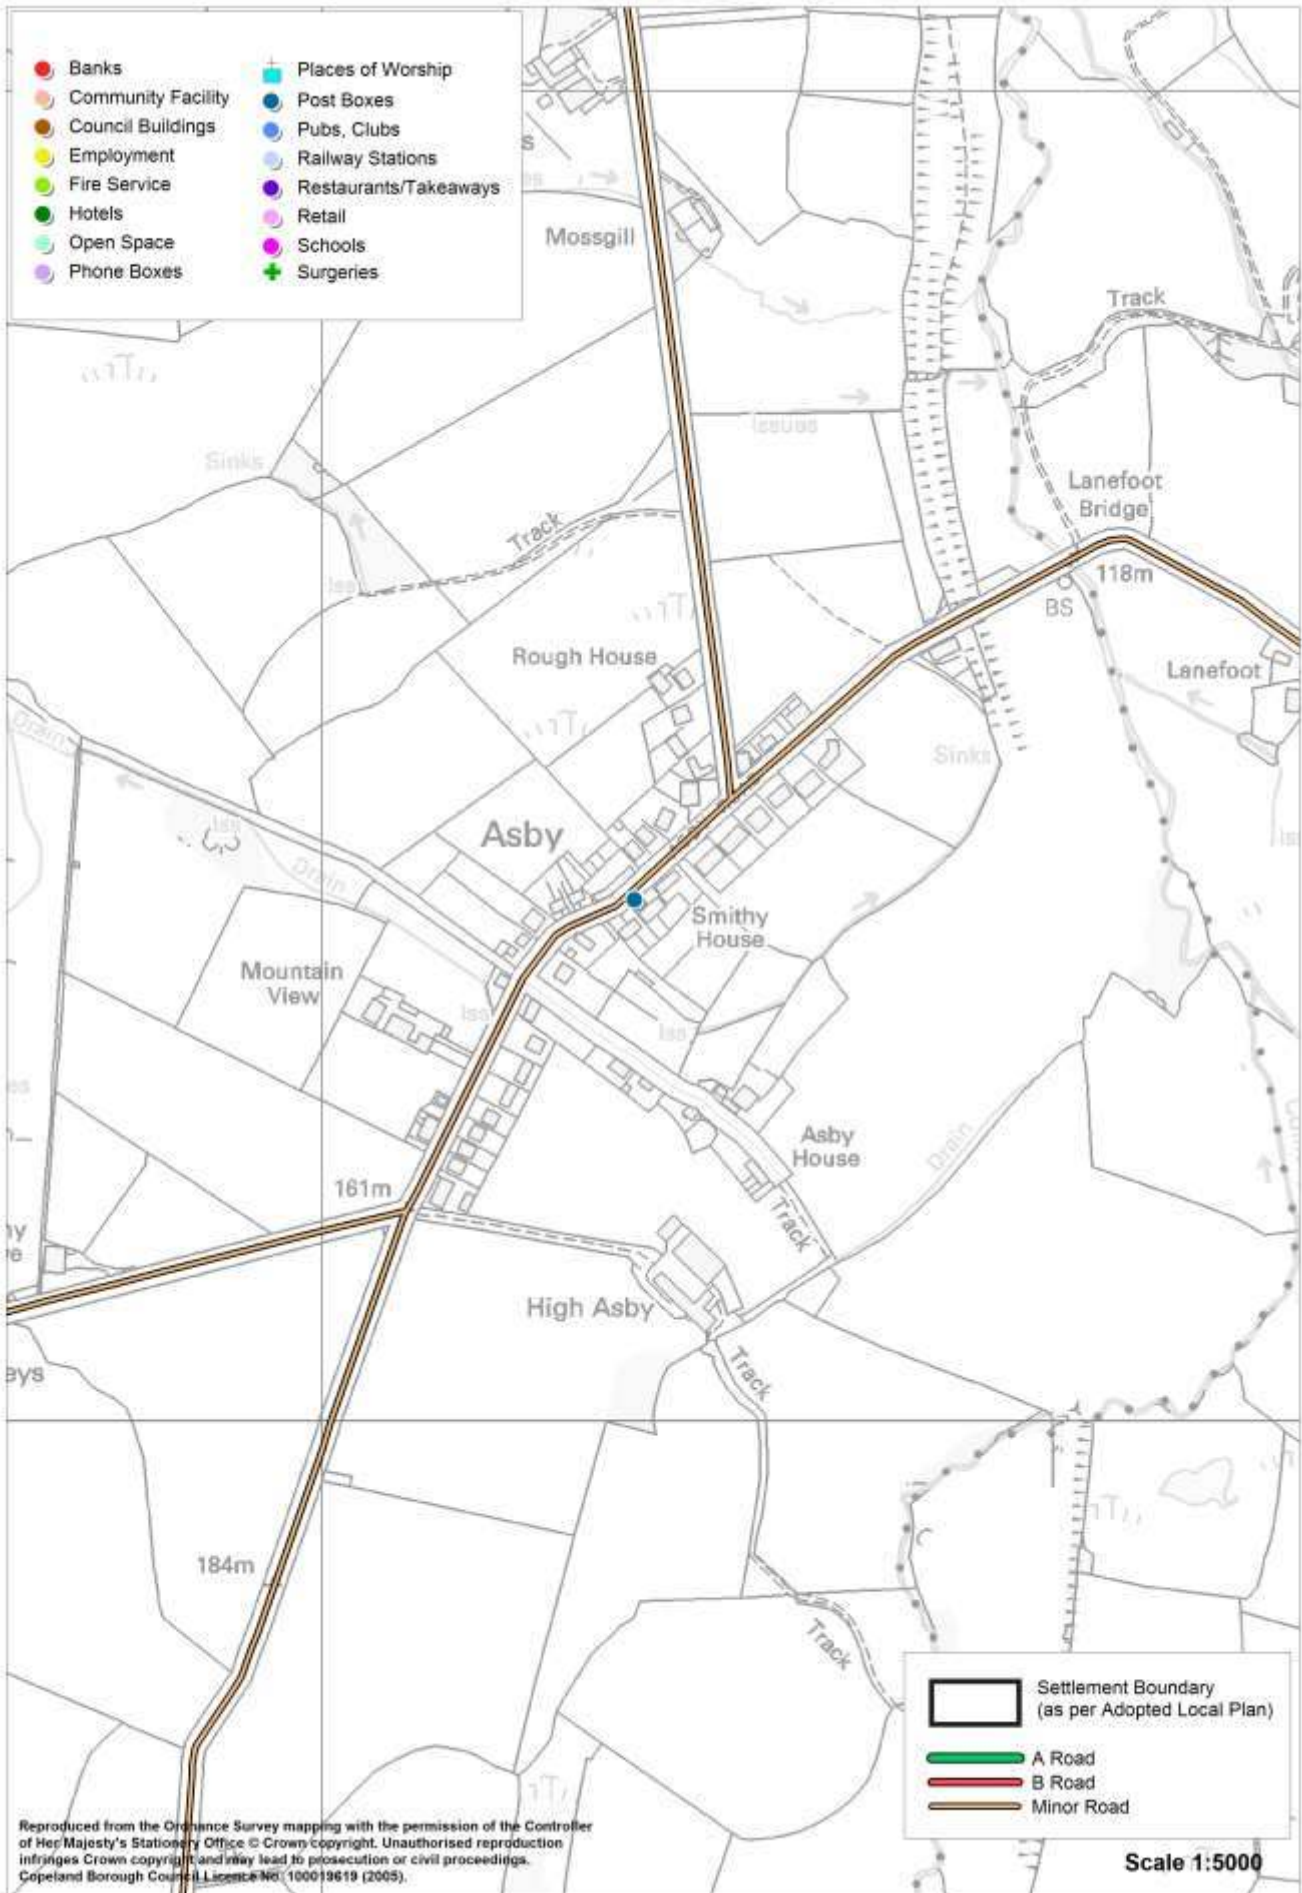 Banks
Community Facility
Council Buildings
Employment
Fire Service
Hotels
Open Space
Phone Boxes
Places of Worship
Post Boxes
Pubs, Clubs
Railway Stations
Restaurants/Takeaways
Retail
Schools
Surgeries
Mossgill
Track
Issues
Sinks
Lanefoot
Bridge
Track
Iss
118m
BS
Rough House
Lanefoot
Drain
Sinks
Iss
Asby
Drain
Smithy
House
Mountain
View
Iss
Iss
Asby
House
Drain
161m
Track
High Asby
eys
Track
184m
Track
Settlement Boundary
(as per Adopted Local Plan)
A Road
B Road
Minor Road
Reproduced from the Ordnance Survey mapping with the permission of the Controller
of Her Majesty's Stationery Office © Crown copyright. Unauthorised reproduction
infringes Crown copyright and may lead to prosecution or civil proceedings.
Copeland Borough Council Licence No. 100019619 (2005).
Scale 1:5000